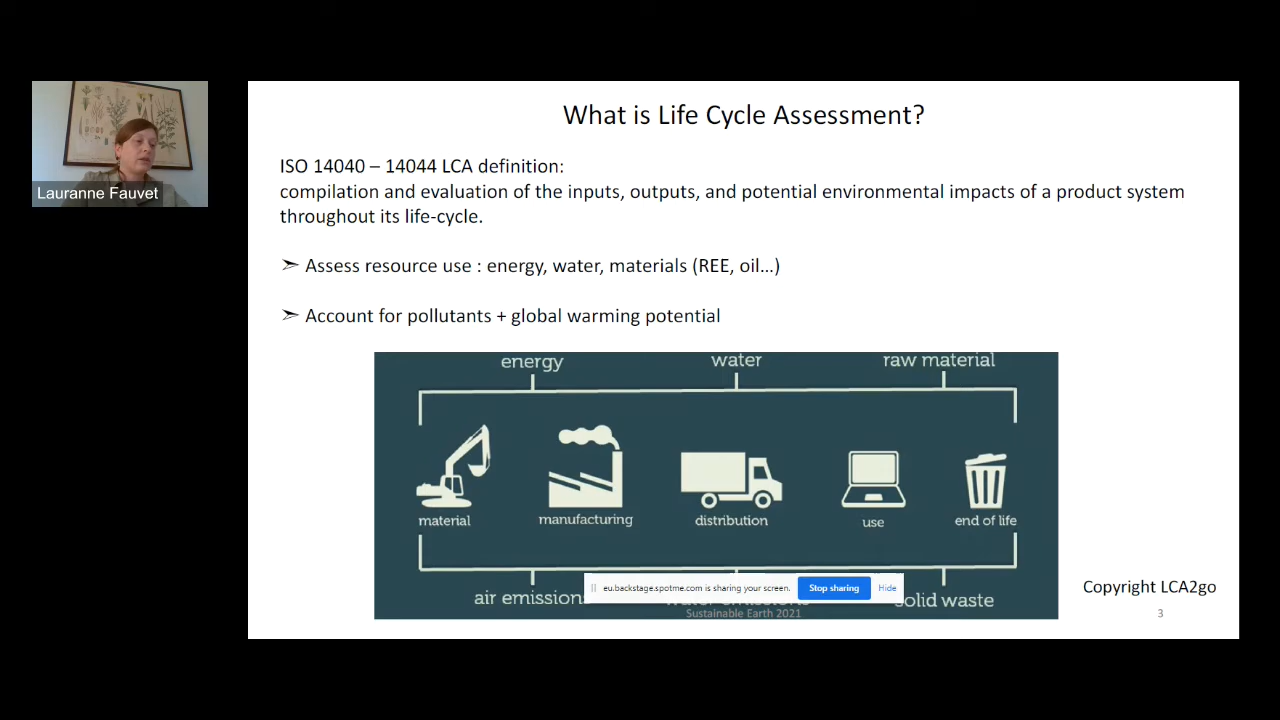 Lauranne Fauvet
What is Life Cycle Assessment?
ISO 14040 – 14044 LCA definition:
compilation and evaluation of the inputs, outputs, and potential environmental impacts of a product system
throughout its life-cycle.
➣ Assess resource use : energy, water, materials (REE, oil…)
➣ Account for pollutants + global warming potential
energy water raw material
material manufacturing distribution use end of life
eu.backstage.spotme.com is sharing your screen. Stop sharing Hide
air emissions water emissions solid waste
Copyright LCA2go
Sustainable Earth 2021 3